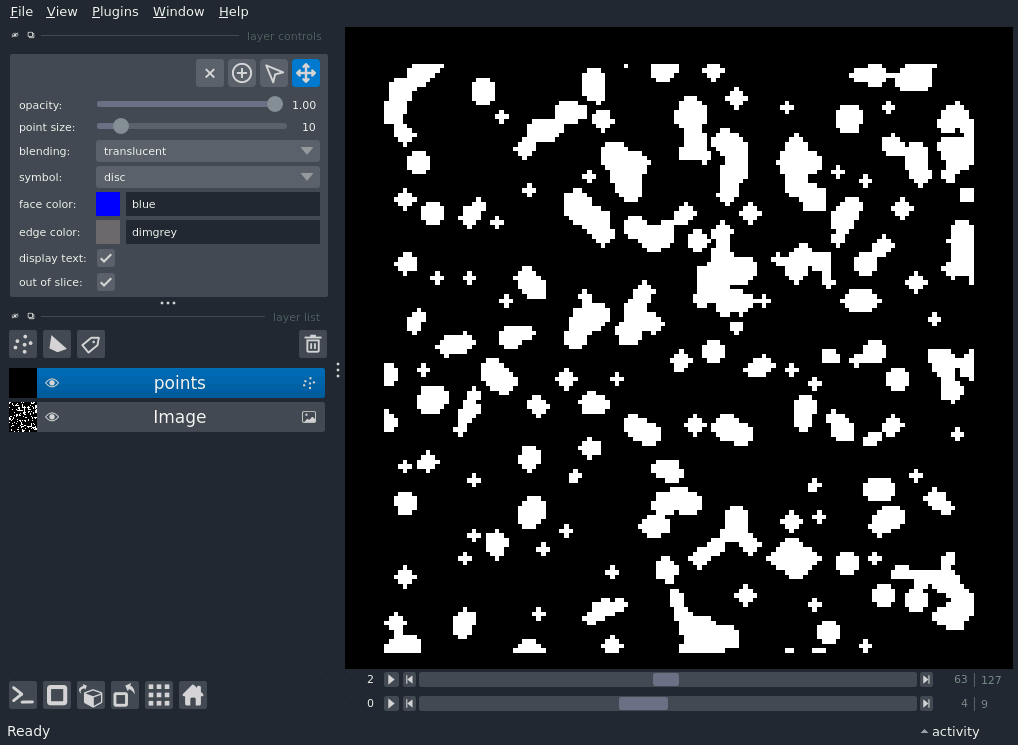 File View Plugins Window Help
layer controls
opacity: 1.00
point size: 10
blending: translucent
symbol: disc
face color: blue
edge color: dimgrey
display text:
out of slice:
layer list
points
Image
2 63 127
0 4 9
Ready activity